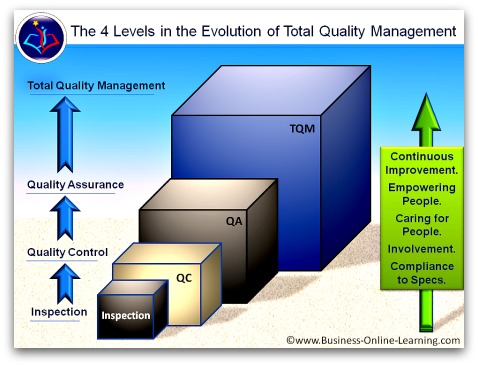 The 4 Levels in the Evolution of Total Quality Management
Total Quality Management
Quality Assurance
Quality Control
Inspection
TQM
QA
QC
Inspection
Continuous
Improvement.
Empowering
People.
Caring for
People.
Involvement.
Compliance
to Specs.
©www.Business-Online-Learning.com